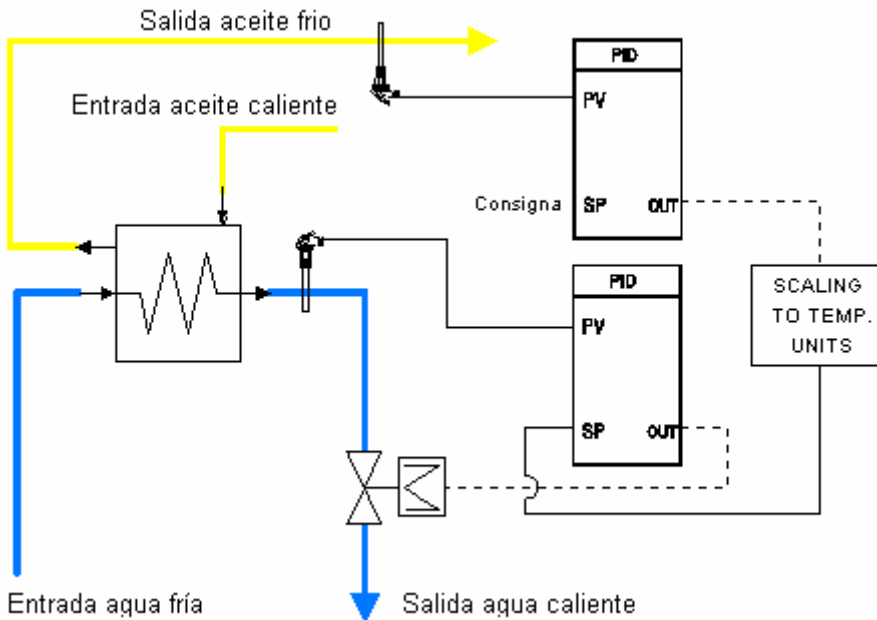 Salida aceite frio
Entrada aceite caliente
PID
PV
Consigna SP OUT
PID
PV
SP OUT
SCALING
TO TEMP.
UNITS
Entrada agua fría
Salida agua caliente